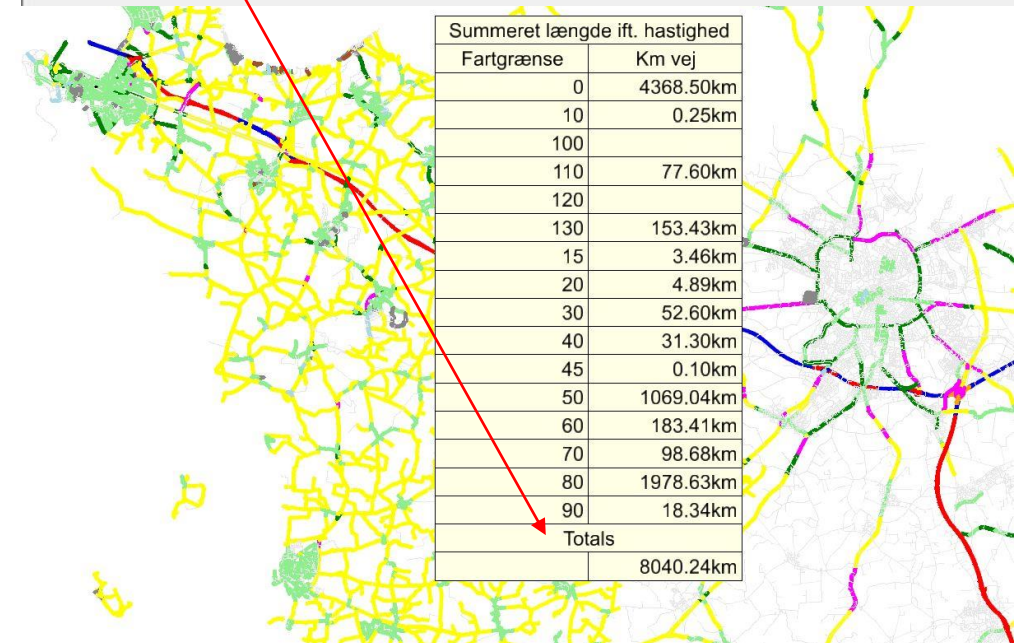 Summeret længde ift. hastighed
Fartgrænse Km vej
0 4368.50km
10 0.25km
100
110 77.60km
120
130 153.43km
15 3.46km
20 4.89km
30 52.60km
40 31.30km
45 0.10km
50 1069.04km
60 183.41km
70 98.68km
80 1978.63km
90 18.34km
Totals
8040.24km